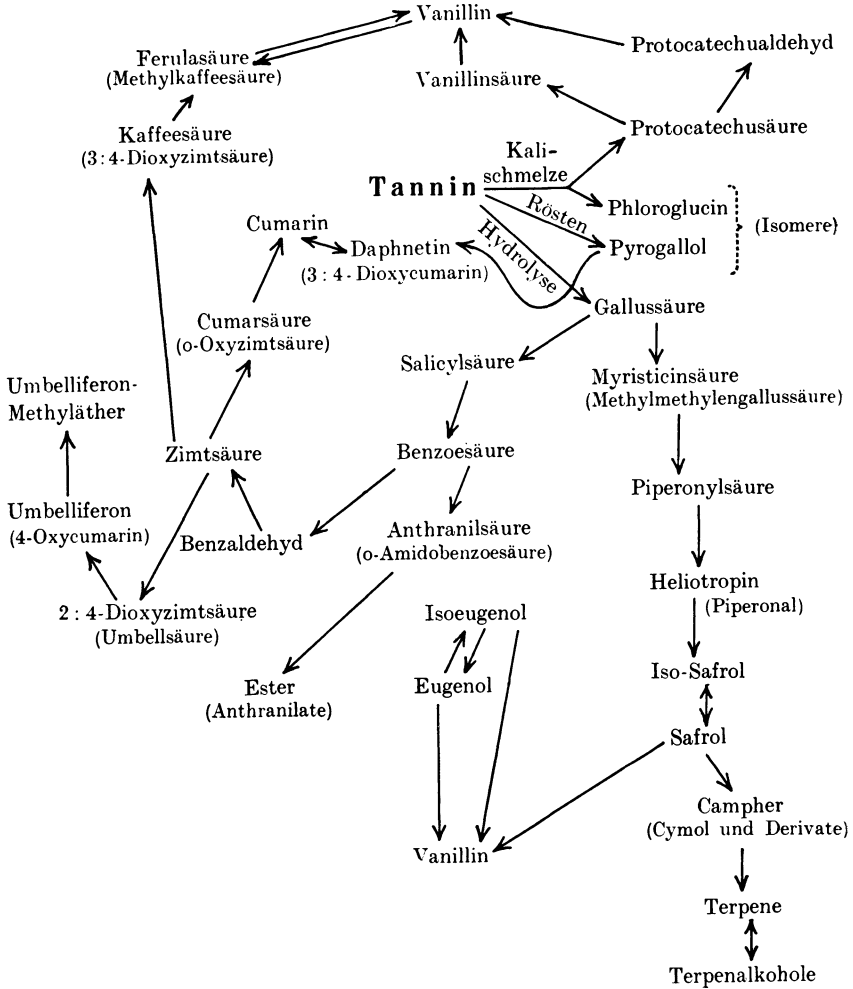 Vanillin
Protocatechualdehyd
Ferulasäure
(Methylkaffeesäure)
Vanillinsäure
Kaffeesäure
(3:4-Dioxyzimtsäure)
Protocatechusäure
Kali-
schmelze
Tannin
Rösten
Hydrolyse
Phloroglucin
Pyrogallol
(Isomere)
Cumarin
Daphnetin
(3:4-Dioxycumarin)
Gallussäure
Cumarsäure
(o-Oxyzimtsäure)
Salicylsäure
Myristicinsäure
(Methylmethylengallussäure)
Umbelliferon-
Methyläther
Zimtsäure
Benzoesäure
Piperonylsäure
Umbelliferon
(4-Oxycumarin)
Benzaldehyd
Anthranilsäure
(o-Amidobenzoesäure)
Heliotropin
(Piperonal)
2:4-Dioxyzimtsäure
(Umbellsäure)
Isoeugenol
Iso-Safrol
Ester
(Anthranilate)
Eugenol
Safrol
Campher
(Cymol und Derivate)
Vanillin
Terpene
Terpenalkohole